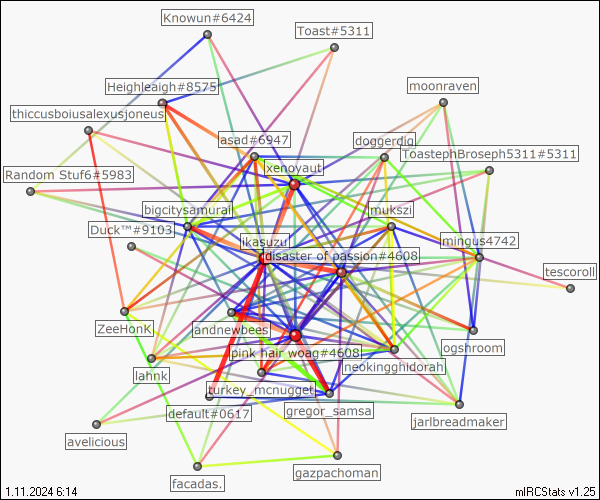 Knowun#6424
Toast#5311
Heighleigh#8575
moonraven
thiccusboiusalexusjoneus
asad#6947
doggerdig
ToastephBroseph5311#5311
xenoyaut
Random Stuf6#5983
bigcitysamurai
mukszi
Duck™#9103
jkasuzu
mingus4742
disaster of passion#4608
tescoroll
ZeeHonK
andnewbees
ogshroom
pink hair woag#4608
neokingghidorah
lahnk
turkey_mcnugget
default#0617
gregor_samsa
jarlbreadmaker
avelicious
gazpachoman
facadas.
1.11.2024 6:14
mIRCStats v1.25